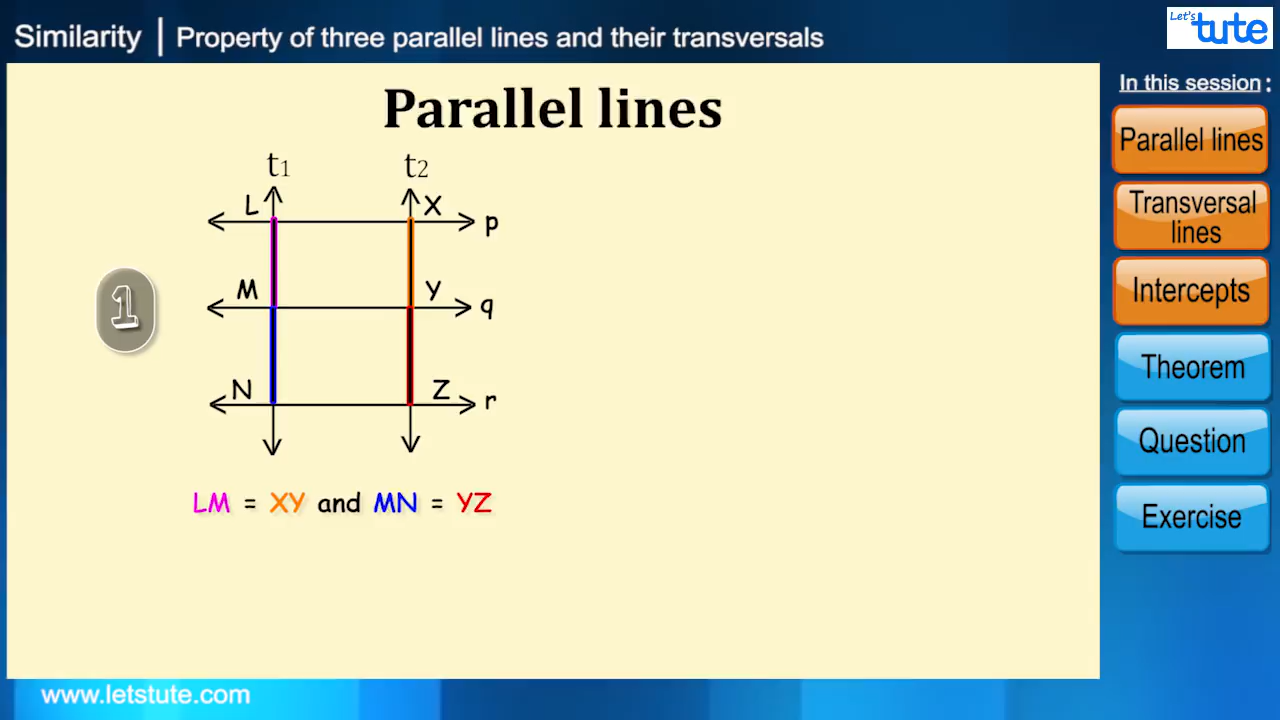 Similarity | Property of three parallel lines and their transversals
Let's
tute
In this session :
Parallel lines
Transversal
lines
Intercepts
Theorem
Question
Exercise
Parallel lines
t1 t2
L X p
1
M Y q
N Z r
LM = XY and MN = YZ
www.letstute.com